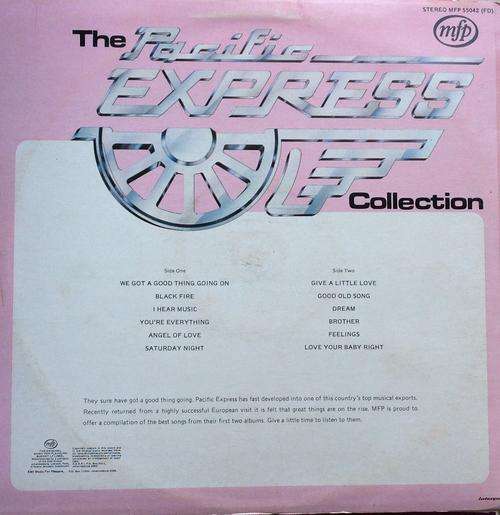 STEREO MFP 55042 (FD)
mfp
The Pacific
EXPRESS
Collection
Side One
WE GOT A GOOD THING GOING ON
BLACK FIRE
I HEAR MUSIC
YOU'RE EVERYTHING
ANGEL OF LOVE
SATURDAY NIGHT
Side Two
GIVE A LITTLE LOVE
GOOD OLD SONG
DREAM
BROTHER
FEELINGS
LOVE YOUR BABY RIGHT
They sure have got a good thing going. Pacific Express has fast developed into one of this country's top musical exports.
Recently returned from a highly successful European visit it is felt that great things are on the rise. MFP is proud to
offer a compilation of the best songs from their first two albums. Give a little time to listen to them.
mfp